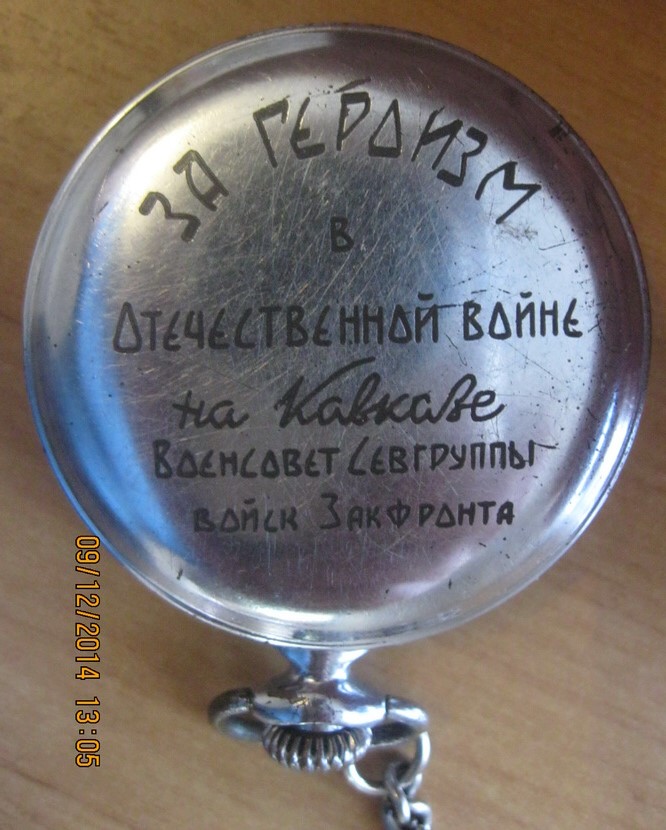 ЗА ГЕРОИЗМ
В
ОТЕЧЕСТВЕННОЙ ВОЙНЕ
на Кавказе
ВОЕНСОВЕТ СЕВГРУППЫ
ВОЙСК ЗАКФРОНТА
09/12/2014 13:05